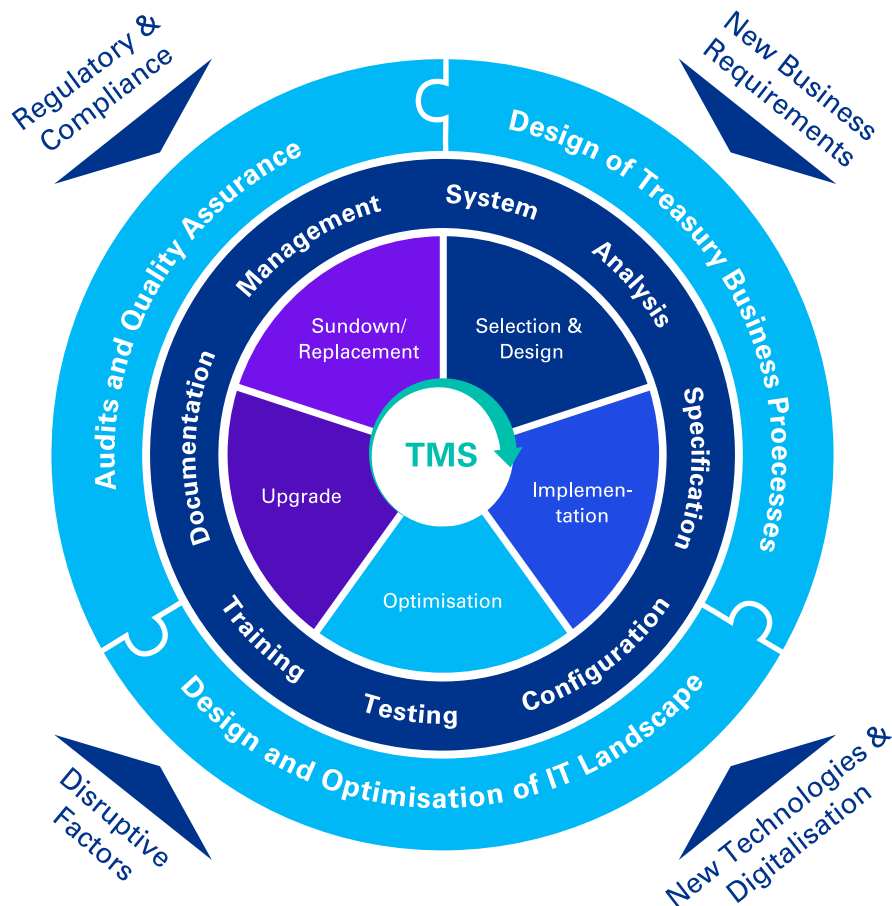 Regulatory &
Compliance
New Business
Requirements
Audits and Quality Assurance
Design of Treasury Business Proecesses
Design and Optimisation of IT Landscape
System
Analysis
Specification
Configuration
Testing
Training
Documentation
Management
Sundown/
Replacement
Selection &
Design
Implemen-
tation
Optimisation
Upgrade
TMS
Disruptive
Factors
New Technologies &
Digitalisation